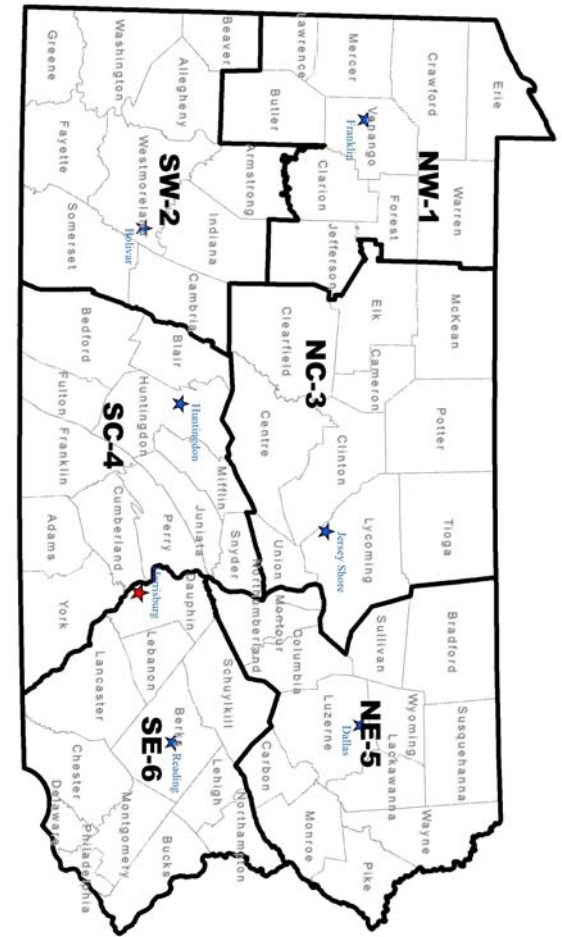 Erie
Crawford
Warren
McKean
Potter
Tioga
Bradford
Susquehanna
Wayne
Mercer
Venango
Franklin
NW-1
Forest
Elk
Cameron
Clinton
Lycoming
Jersey Shore
Sullivan
Wyoming
Lackawanna
Pike
Lawrence
Butler
Clarion
Jefferson
Clearfield
NC-3
Centre
Union
Montour
Columbia
Luzerne
NE-5
Dallas
Monroe
Carbon
Northumberland
Beaver
Allegheny
Armstrong
Indiana
Cambria
Blair
Huntingdon
Huntingdon
Mifflin
Juniata
Snyder
Perry
Dauphin
Schuylkill
Lehigh
Northampton
Washington
Westmoreland
SW-2
Bolivar
Greene
Fayette
Somerset
Bedford
Fulton
Franklin
SC-4
Cumberland
Adams
York
Harrisburg
Lebanon
Lancaster
Berks
Reading
SE-6
Chester
Montgomery
Bucks
Delaware
Philadelphia